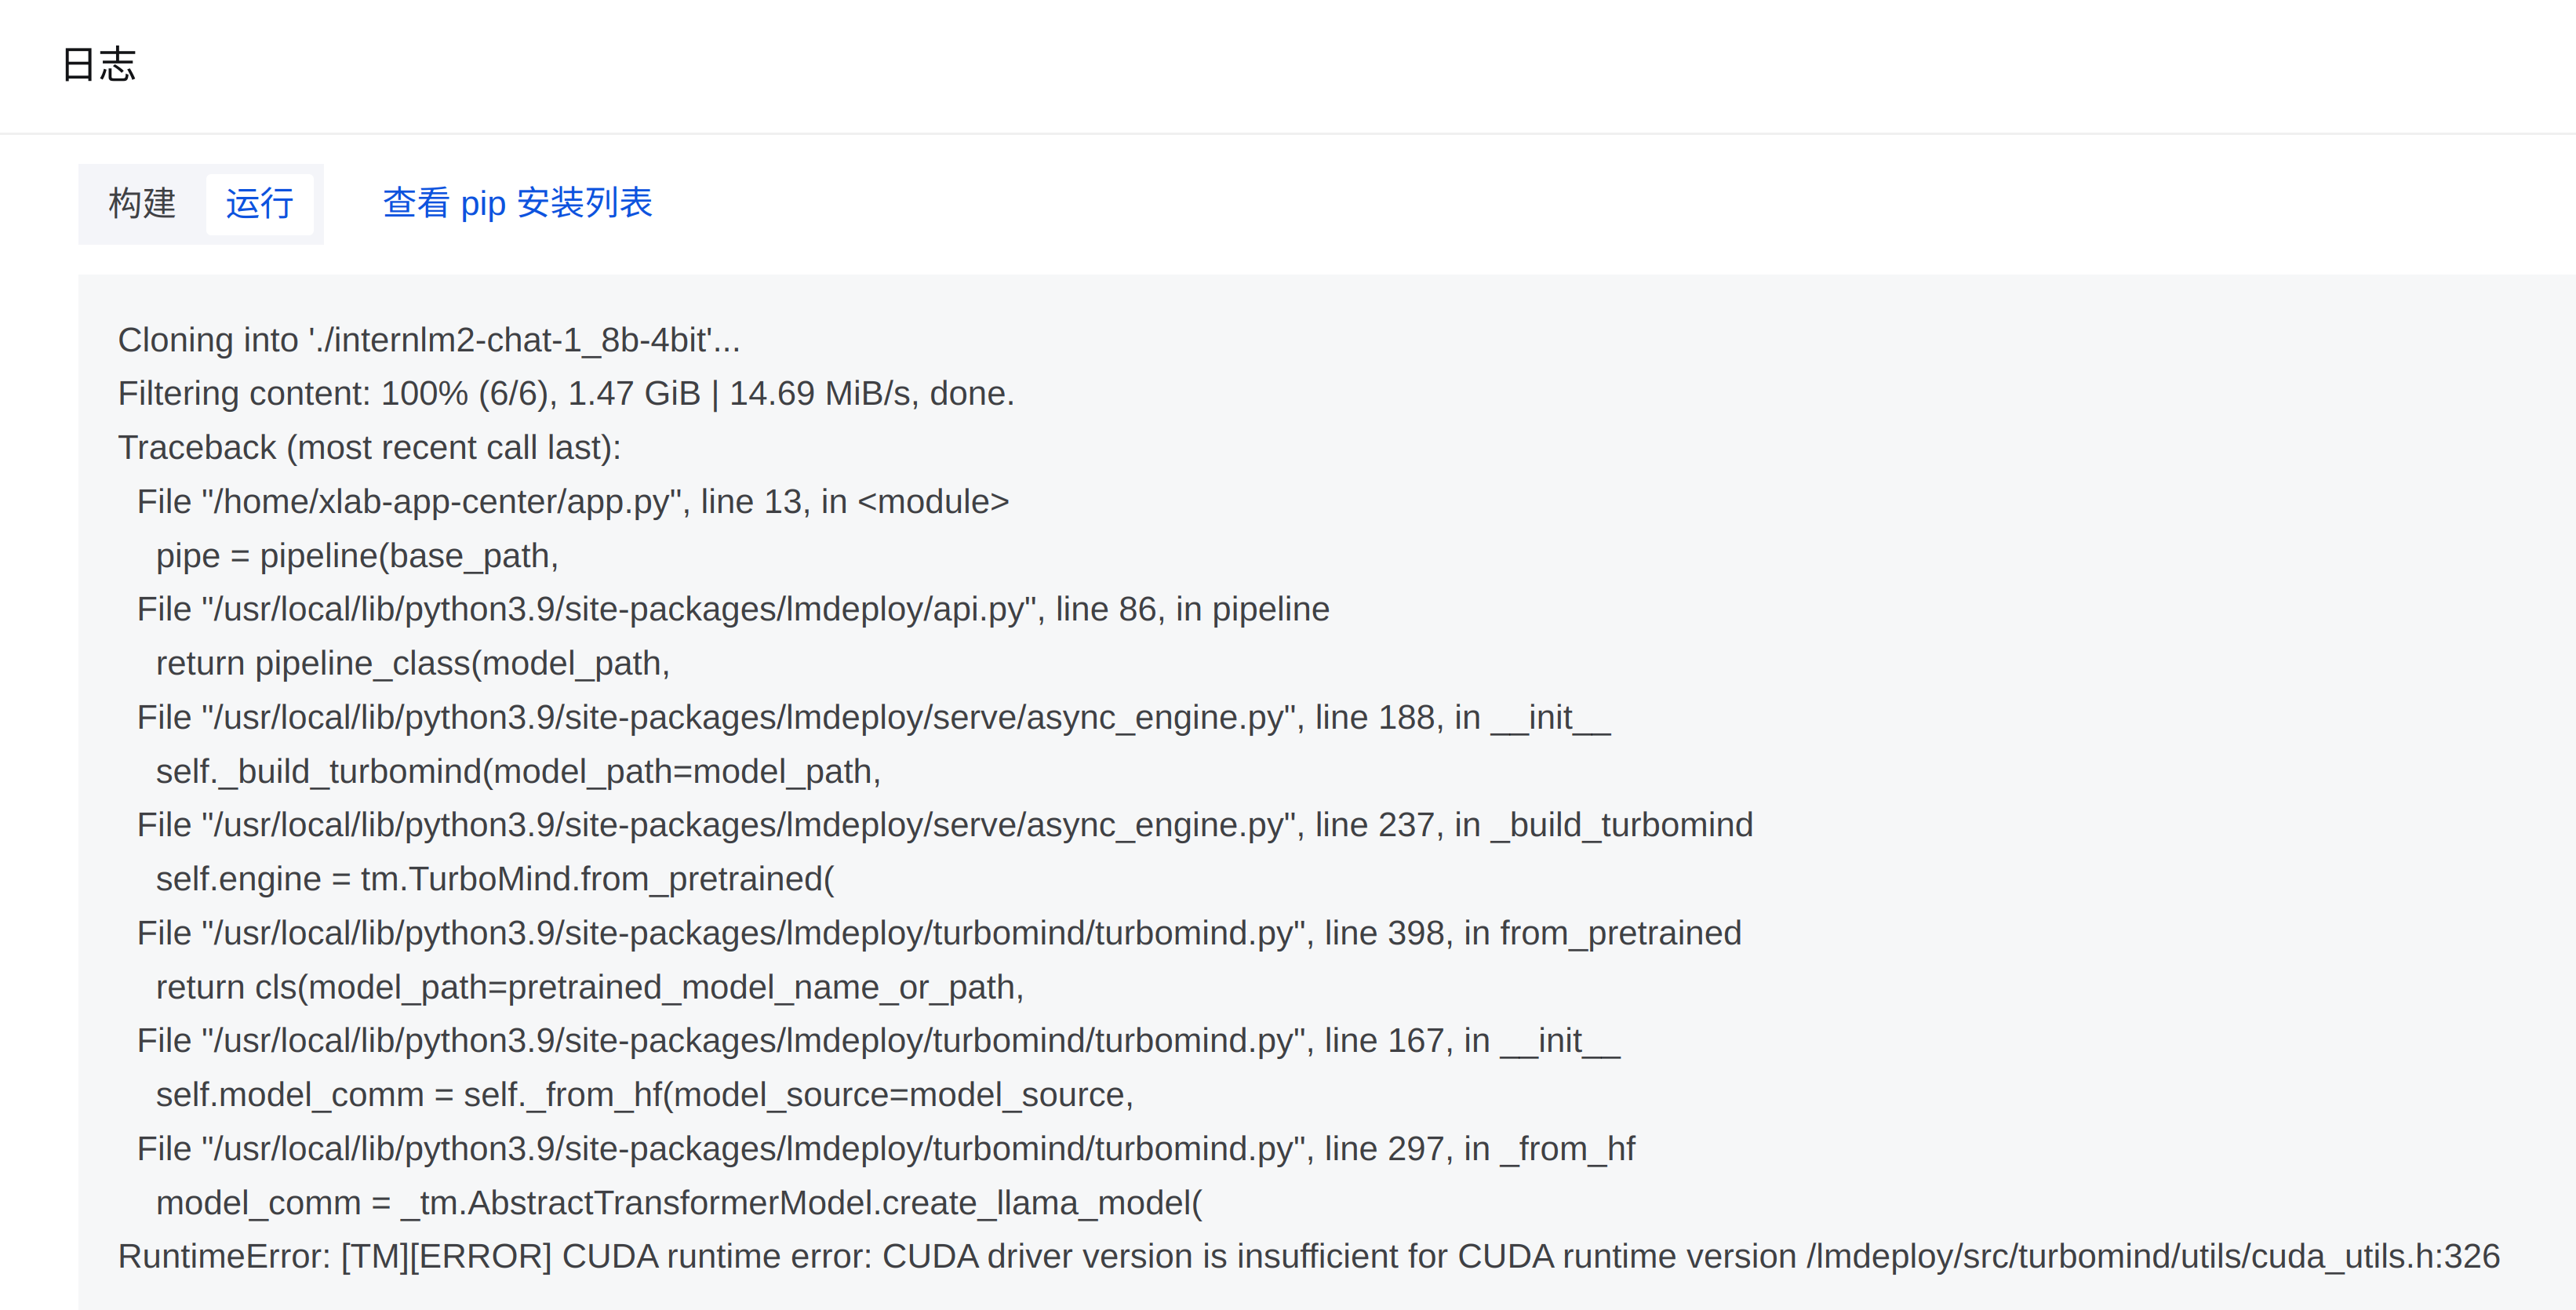 日志
构建 运行 查看 pip 安装列表
Cloning into './internlm2-chat-1_8b-4bit'...
Filtering content: 100% (6/6), 1.47 GiB | 14.69 MiB/s, done.
Traceback (most recent call last):
  File "/home/xlab-app-center/app.py", line 13, in <module>
    pipe = pipeline(base_path,
  File "/usr/local/lib/python3.9/site-packages/lmdeploy/api.py", line 86, in pipeline
    return pipeline_class(model_path,
  File "/usr/local/lib/python3.9/site-packages/lmdeploy/serve/async_engine.py", line 188, in __init__
    self._build_turbomind(model_path=model_path,
  File "/usr/local/lib/python3.9/site-packages/lmdeploy/serve/async_engine.py", line 237, in _build_turbomind
    self.engine = tm.TurboMind.from_pretrained(
  File "/usr/local/lib/python3.9/site-packages/lmdeploy/turbomind/turbomind.py", line 398, in from_pretrained
    return cls(model_path=pretrained_model_name_or_path,
  File "/usr/local/lib/python3.9/site-packages/lmdeploy/turbomind/turbomind.py", line 167, in __init__
    self.model_comm = self._from_hf(model_source=model_source,
  File "/usr/local/lib/python3.9/site-packages/lmdeploy/turbomind/turbomind.py", line 297, in _from_hf
    model_comm = _tm.AbstractTransformerModel.create_llama_model(
RuntimeError: [TM][ERROR] CUDA runtime error: CUDA driver version is insufficient for CUDA runtime version /lmdeploy/src/turbomind/utils/cuda_utils.h:326